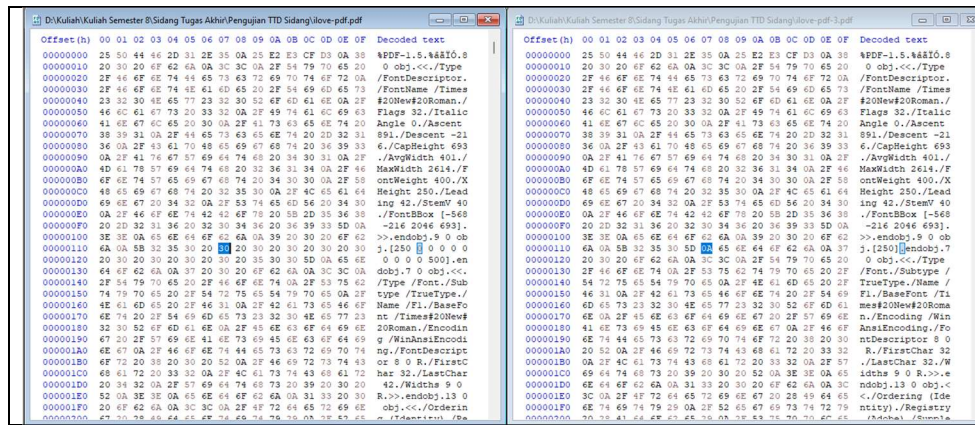 D:\Kuliah\Kuliah Semester 8\Sidang Tugas Akhir\Pengujian TTD Sidang\ilove-pdf.pdf
Offset(h) 00 01 02 03 04 05 06 07 08 09 0A 0B 0C 0D 0E 0F Decoded text
00000000 25 50 44 46 2D 31 2E 35 0A 25 E2 E3 CF D3 0A 38 %PDF-1.5.%âãÏÓ.8
00000010 20 30 20 6F 62 6A 0A 3C 3C 0A 2F 54 79 70 65 20 0 obj.<<./Type
00000020 2F 46 6F 6E 74 44 65 73 63 72 69 70 74 6F 72 0A /FontDescriptor.
00000030 2F 46 6F 6E 74 4E 61 6D 65 20 2F 54 69 6D 65 73 /FontName /Times
00000040 23 32 30 4E 65 77 23 32 30 52 6F 6D 61 6E 0A 2F #20New#20Roman./
00000050 46 6C 61 67 73 20 33 32 0A 2F 49 74 61 6C 69 63 Flags 32./Italic
00000060 41 6E 67 6C 65 20 30 0A 2F 41 73 63 65 6E 74 20 Angle 0./Ascent
00000070 38 39 31 0A 2F 44 65 73 63 65 6E 74 20 2D 32 31 891./Descent -21
00000080 36 0A 2F 43 61 70 48 65 69 67 68 74 20 36 39 33 6./CapHeight 693
00000090 0A 2F 41 76 67 57 69 64 74 68 20 34 30 31 0A 2F ./AvgWidth 401./
000000A0 4D 61 78 57 69 64 74 68 20 32 36 31 34 0A 2F 46 MaxWidth 2614./F
000000B0 6F 6E 74 57 65 69 67 68 74 20 34 30 30 0A 2F 58 ontWeight 400./X
000000C0 48 65 69 67 68 74 20 32 35 30 0A 2F 4C 65 61 64 Height 250./Lead
000000D0 69 6E 67 20 34 32 0A 2F 53 74 65 6D 56 20 34 30 ing 42./StemV 40
000000E0 0A 2F 46 6F 6E 74 42 42 6F 78 20 5B 2D 35 36 38 ./FontBBox [-568
000000F0 20 2D 32 31 36 20 32 30 34 36 20 36 39 33 5D 0A -216 2046 693].
00000100 3E 3E 0A 65 6E 64 6F 62 6A 0A 39 20 30 20 6F 62 >>.endobj.9 0 ob
00000110 6A 0A 5B 32 35 30 20 30 20 30 20 30 20 30 20 30 j.[250 0 0 0 0 0
00000120 20 30 20 30 20 30 20 30 20 35 30 30 5D 0A 65 6E 0 0 0 0 500].en
00000130 64 6F 62 6A 0A 37 20 30 20 6F 62 6A 0A 3C 3C 0A dobj.7 0 obj.<<.
00000140 2F 54 79 70 65 20 2F 46 6F 6E 74 0A 2F 53 75 62 /Type /Font./Sub
00000150 74 79 70 65 20 2F 54 72 75 65 54 79 70 65 0A 2F type /TrueType./
00000160 4E 61 6D 65 20 2F 46 31 0A 2F 42 61 73 65 46 6F Name /F1./BaseFo
00000170 6E 74 20 2F 54 69 6D 65 73 23 32 30 4E 65 77 23 nt /Times#20New#
00000180 32 30 52 6F 6D 61 6E 0A 2F 45 6E 63 6F 64 69 6E 20Roman./Encodin
00000190 67 20 2F 57 69 6E 41 6E 73 69 45 6E 63 6F 64 69 g /WinAnsiEncodi
000001A0 6E 67 0A 2F 46 6F 6E 74 44 65 73 63 72 69 70 74 ng./FontDescript
000001B0 6F 72 20 38 20 30 20 52 0A 2F 46 69 72 73 74 43 or 8 0 R./FirstC
000001C0 68 61 72 20 33 32 0A 2F 4C 61 73 74 43 68 61 72 har 32./LastChar
000001D0 20 34 32 0A 2F 57 69 64 74 68 73 20 39 20 30 20 42./Widths 9 0
000001E0 52 0A 3E 3E 0A 65 6E 64 6F 62 6A 0A 31 33 20 30 R.>>.endobj.13 0
000001F0 20 6F 62 6A 0A 3C 3C 0A 2F 4F 72 64 65 72 69 6E obj.<<./Orderin
D:\Kuliah\Kuliah Semester 8\Sidang Tugas Akhir\Pengujian TTD Sidang\ilove-pdf-3.pdf
Offset(h) 00 01 02 03 04 05 06 07 08 09 0A 0B 0C 0D 0E 0F Decoded text
00000000 25 50 44 46 2D 31 2E 35 0A 25 E2 E3 CF D3 0A 38 %PDF-1.5.%âãÏÓ.8
00000010 20 30 20 6F 62 6A 0A 3C 3C 0A 2F 54 79 70 65 20 0 obj.<<./Type
00000020 2F 46 6F 6E 74 44 65 73 63 72 69 70 74 6F 72 0A /FontDescriptor.
00000030 2F 46 6F 6E 74 4E 61 6D 65 20 2F 54 69 6D 65 73 /FontName /Times
00000040 23 32 30 4E 65 77 23 32 30 52 6F 6D 61 6E 0A 2F #20New#20Roman./
00000050 46 6C 61 67 73 20 33 32 0A 2F 49 74 61 6C 69 63 Flags 32./Italic
00000060 41 6E 67 6C 65 20 30 0A 2F 41 73 63 65 6E 74 20 Angle 0./Ascent
00000070 38 39 31 0A 2F 44 65 73 63 65 6E 74 20 2D 32 31 891./Descent -21
00000080 36 0A 2F 43 61 70 48 65 69 67 68 74 20 36 39 33 6./CapHeight 693
00000090 0A 2F 41 76 67 57 69 64 74 68 20 34 30 31 0A 2F ./AvgWidth 401./
000000A0 4D 61 78 57 69 64 74 68 20 32 36 31 34 0A 2F 46 MaxWidth 2614./F
000000B0 6F 6E 74 57 65 69 67 68 74 20 34 30 30 0A 2F 58 ontWeight 400./X
000000C0 48 65 69 67 68 74 20 32 35 30 0A 2F 4C 65 61 64 Height 250./Lead
000000D0 69 6E 67 20 34 32 0A 2F 53 74 65 6D 56 20 34 30 ing 42./StemV 40
000000E0 0A 2F 46 6F 6E 74 42 42 6F 78 20 5B 2D 35 36 38 ./FontBBox [-568
000000F0 20 2D 32 31 36 20 32 30 34 36 20 36 39 33 5D 0A -216 2046 693].
00000100 3E 3E 0A 65 6E 64 6F 62 6A 0A 39 20 30 20 6F 62 >>.endobj.9 0 ob
00000110 6A 0A 5B 32 35 30 5D 0A 65 6E 64 6F 62 6A 0A 37 j.[250].endobj.7
00000120 20 30 20 6F 62 6A 0A 3C 3C 0A 2F 54 79 70 65 20 0 obj.<<./Type
00000130 2F 46 6F 6E 74 0A 2F 53 75 62 74 79 70 65 20 2F /Font./Subtype /
00000140 54 72 75 65 54 79 70 65 0A 2F 4E 61 6D 65 20 2F TrueType./Name /
00000150 46 31 0A 2F 42 61 73 65 46 6F 6E 74 20 2F 54 69 F1./BaseFont /Ti
00000160 6D 65 73 23 32 30 4E 65 77 23 32 30 52 6F 6D 61 mes#20New#20Roma
00000170 6E 0A 2F 45 6E 63 6F 64 69 6E 67 20 2F 57 69 6E n./Encoding /Win
00000180 41 6E 73 69 45 6E 63 6F 64 69 6E 67 0A 2F 46 6F AnsiEncoding./Fo
00000190 6E 74 44 65 73 63 72 69 70 74 6F 72 20 38 20 30 ntDescriptor 8 0
000001A0 20 52 0A 2F 46 69 72 73 74 43 68 61 72 20 33 32 R./FirstChar 32
000001B0 0A 2F 4C 61 73 74 43 68 61 72 20 33 32 0A 2F 57 ./LastChar 32./W
000001C0 69 64 74 68 73 20 39 20 30 20 52 0A 3E 3E 0A 65 idths 9 0 R.>>.e
000001D0 6E 64 6F 62 6A 0A 31 33 20 30 20 6F 62 6A 0A 3C ndobj.13 0 obj.<
000001E0 3C 0A 2F 4F 72 64 65 72 69 6E 67 20 28 49 64 65 <./Ordering (Ide
000001F0 6E 74 69 74 79 29 0A 2F 52 65 67 69 73 74 72 79 ntity)./Registry